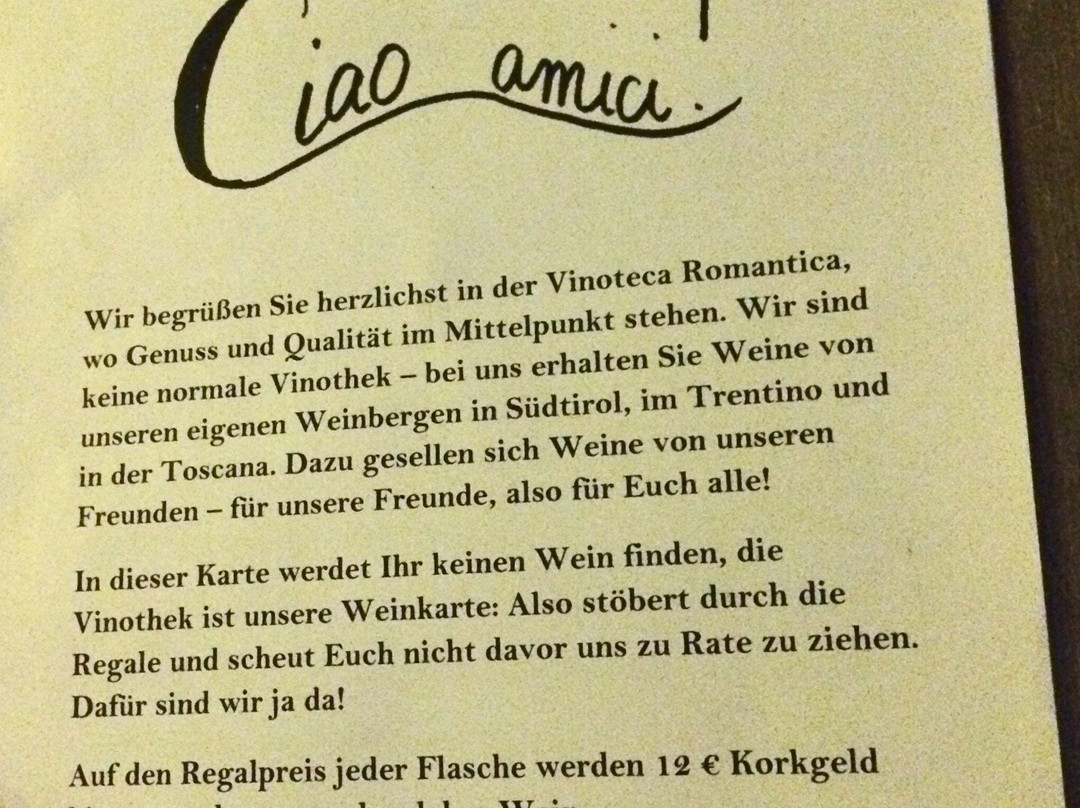 Ciao amici!
Wir begrüßen Sie herzlichst in der Vinoteca Romantica,
wo Genuss und Qualität im Mittelpunkt stehen. Wir sind
keine normale Vinothek – bei uns erhalten Sie Weine von
unseren eigenen Weinbergen in Südtirol, im Trentino und
in der Toscana. Dazu gesellen sich Weine von unseren
Freunden – für unsere Freunde, also für Euch alle!
In dieser Karte werdet Ihr keinen Wein finden, die
Vinothek ist unsere Weinkarte: Also stöbert durch die
Regale und scheut Euch nicht davor uns zu Rate zu ziehen.
Dafür sind wir ja da!
Auf den Regalpreis jeder Flasche werden 12 € Korkgeld